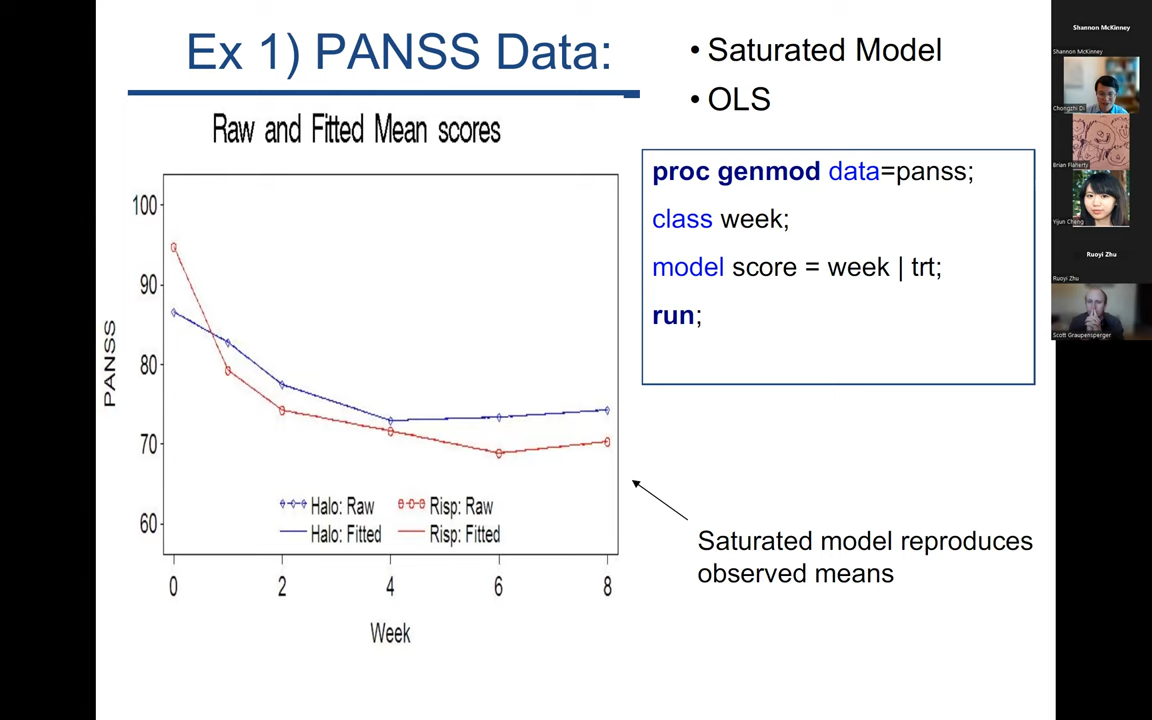 Ex 1) PANSS Data:
• Saturated Model
• OLS
Raw and Fitted Mean scores
proc genmod data=panss;
class week;
model score = week | trt;
run;
PANSS
100
90
80
70
60
Halo: Raw
Risp: Raw
Halo: Fitted
Risp: Fitted
0 2 4 6 8
Week
Saturated model reproduces
observed means
Shannon McKinney
Shannon McKinney
Chongzhi Di
Brian Flaherty
Yijun Cheng
Ruoyi Zhu
Ruoyi Zhu
Scott Graupensperger